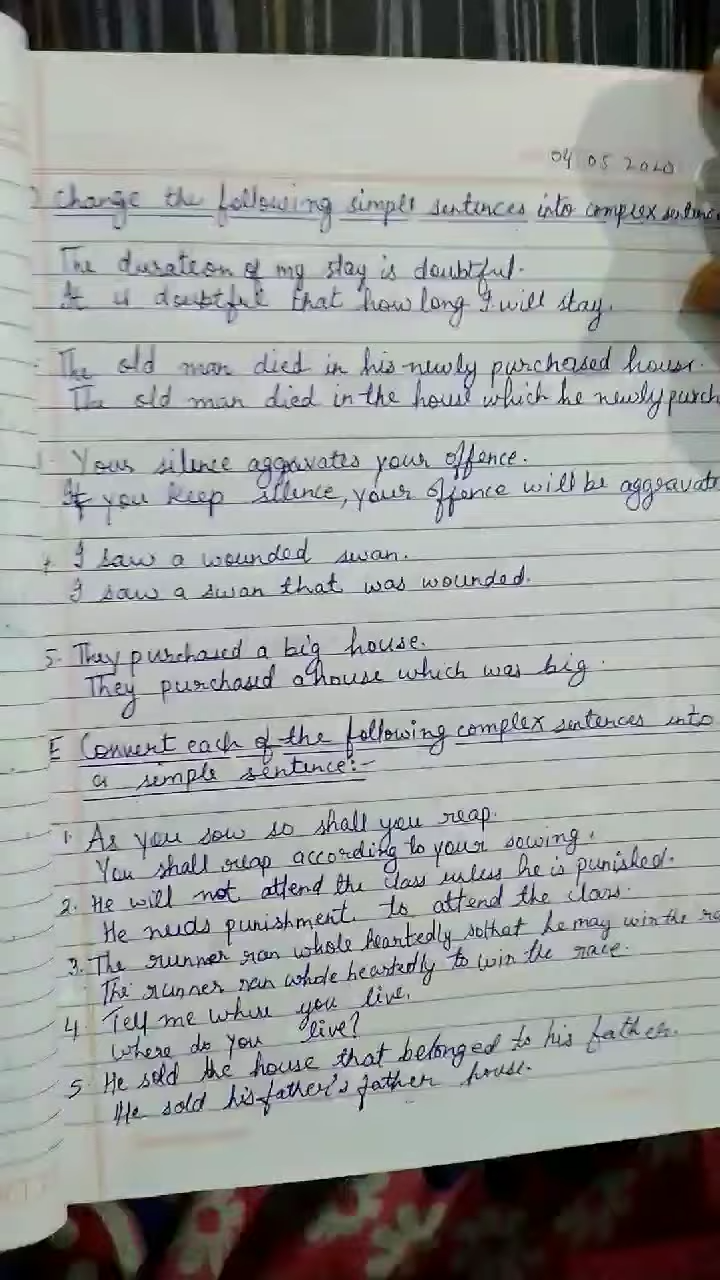 04 05 2020
Change the following simple sentences into complex
The duration of my stay is doubtful.
It is doubtful that how long I will stay.
The old man died in his newly purchased house.
The old man died in the house which he newly purch
Your silence aggravates your offence.
If you keep silence, your offence will be aggravat
I saw a wounded swan.
I saw a swan that was wounded.
5. They purchased a big house.
They purchased a house which was big.
E Convert each of the following complex sentences into
a simple sentence:-
1. As you sow so shall you reap.
You shall reap according to your sowing.
2. He will not attend the class unless he is punished.
He needs punishment to attend the class.
3. The runner ran whole heartedly so that he may win the
The runner ran whole heartedly to win the race.
4. Tell me where you live.
Where do you live?
5. He sold the house that belonged to his father.
He sold his father's father house.